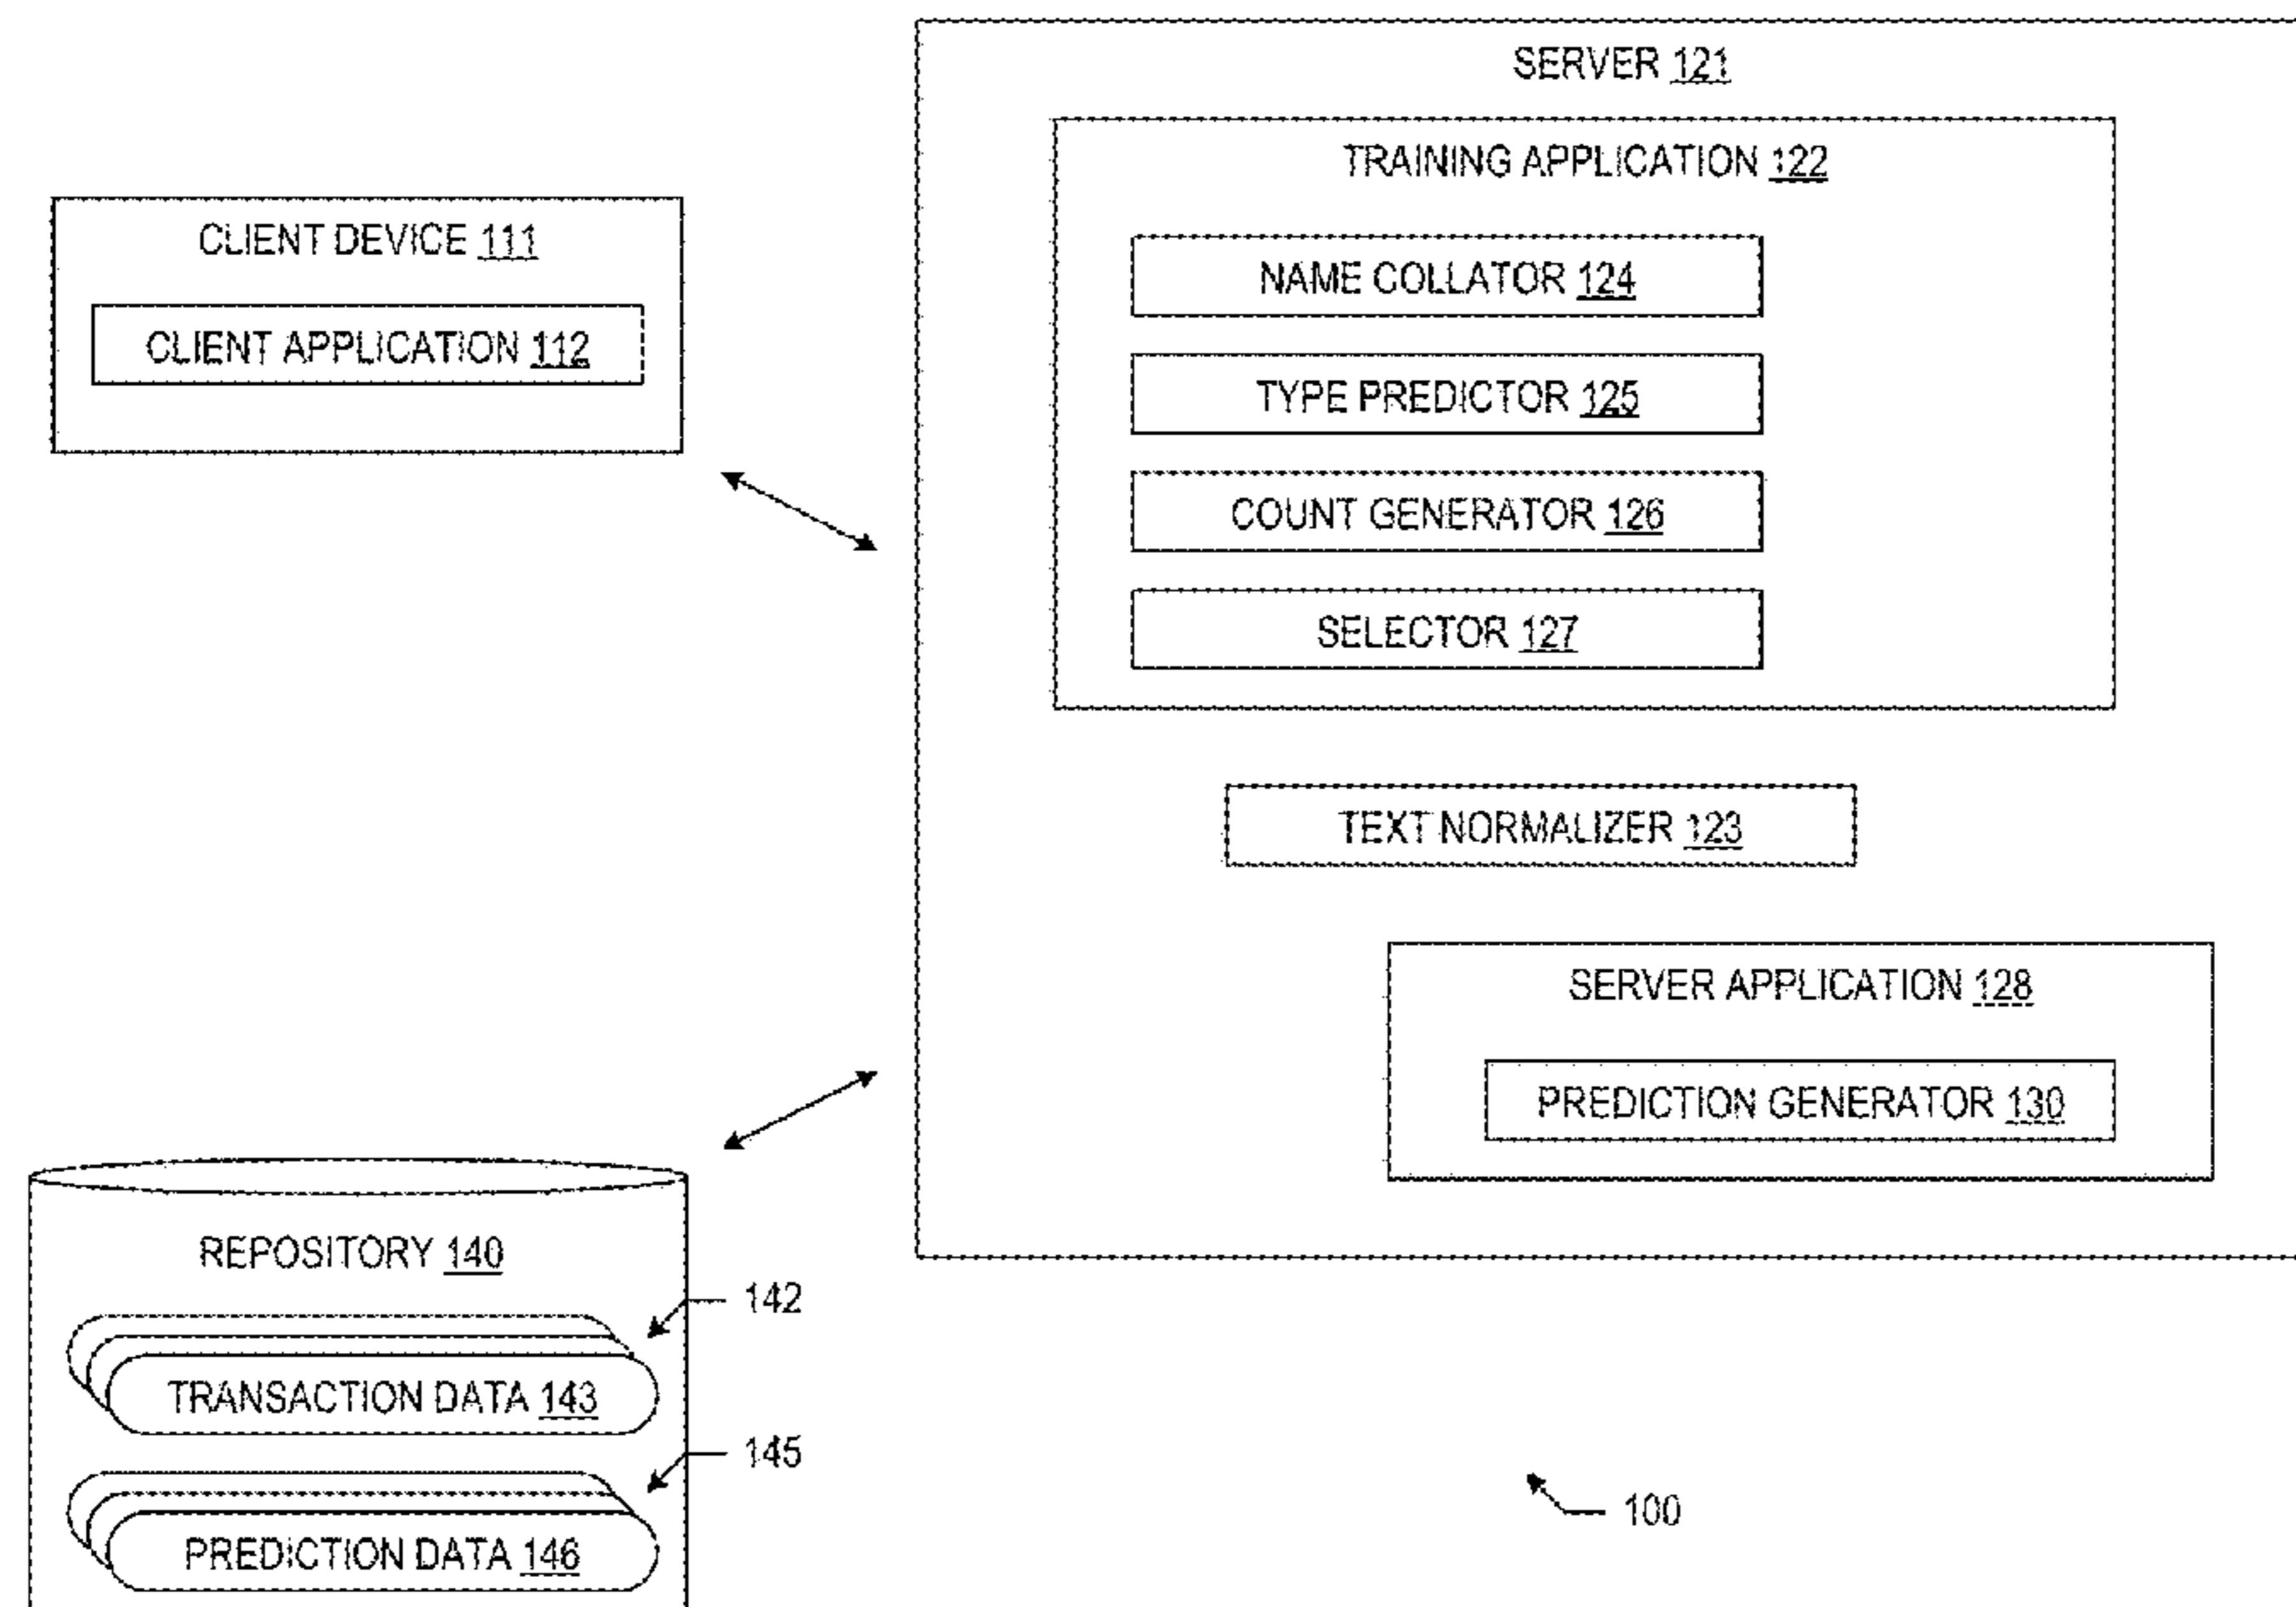 SERVER 121
TRAINING APPLICATION 122
NAME COLLATOR 124
TYPE PREDICTOR 125
COUNT GENERATOR 126
SELECTOR 127
TEXT NORMALIZER 123
SERVER APPLICATION 128
PREDICTION GENERATOR 130
CLIENT DEVICE 111
CLIENT APPLICATION 112
REPOSITORY 140
142
TRANSACTION DATA 143
145
PREDICTION DATA 146
100